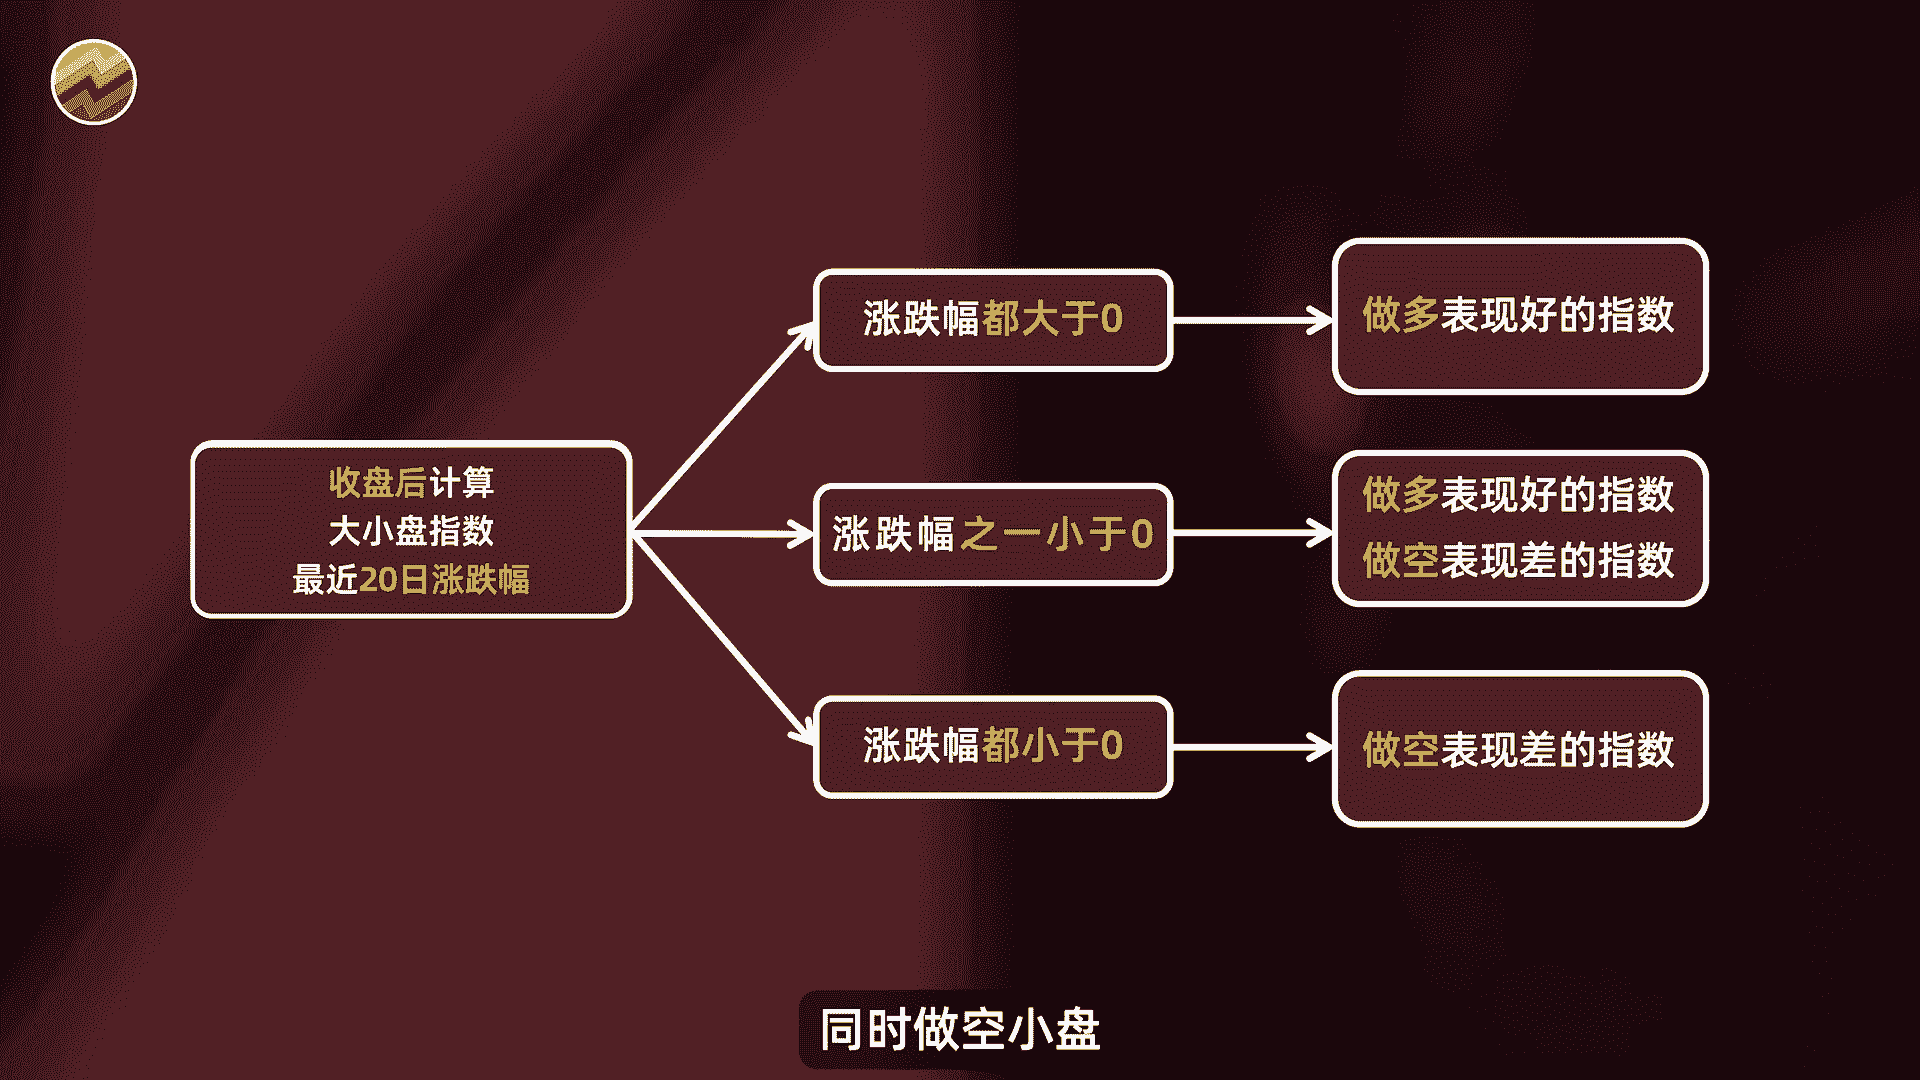 收盘后计算
大小盘指数
最近20日涨跌幅
涨跌幅都大于0
做多表现好的指数
涨跌幅之一小于0
做多表现好的指数
做空表现差的指数
涨跌幅都小于0
做空表现差的指数
同时做空小盘